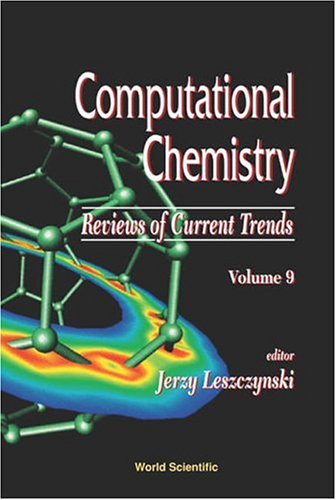 Computational
Chemistry
Reviews of Current Trends
Volume 9
editor
Jerzy Leszczynski
World Scientific